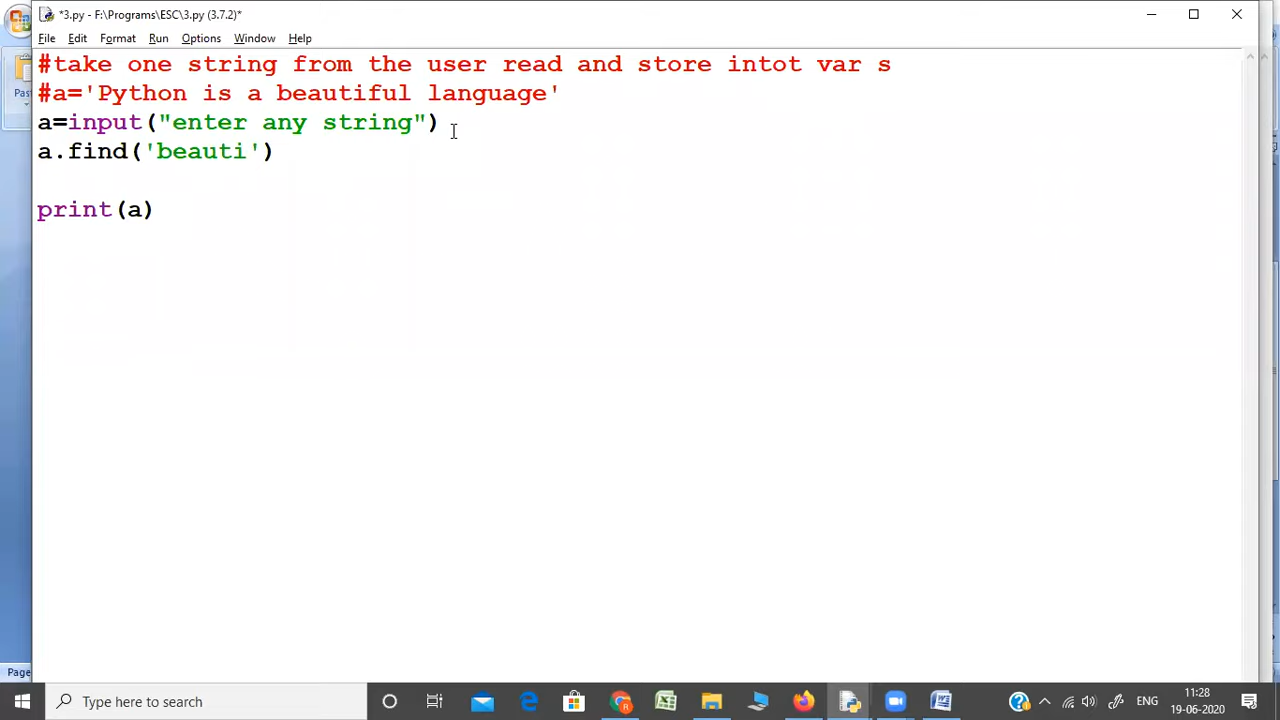 *3.py - F:\Programs\ESC\3.py (3.7.2)*
File Edit Format Run Options Window Help
#take one string from the user read and store intot var s
#a='Python is a beautiful language'
a=input("enter any string")
a.find('beauti')
print(a)
Past
Page
Type here to search
ENG
11:28
19-06-2020